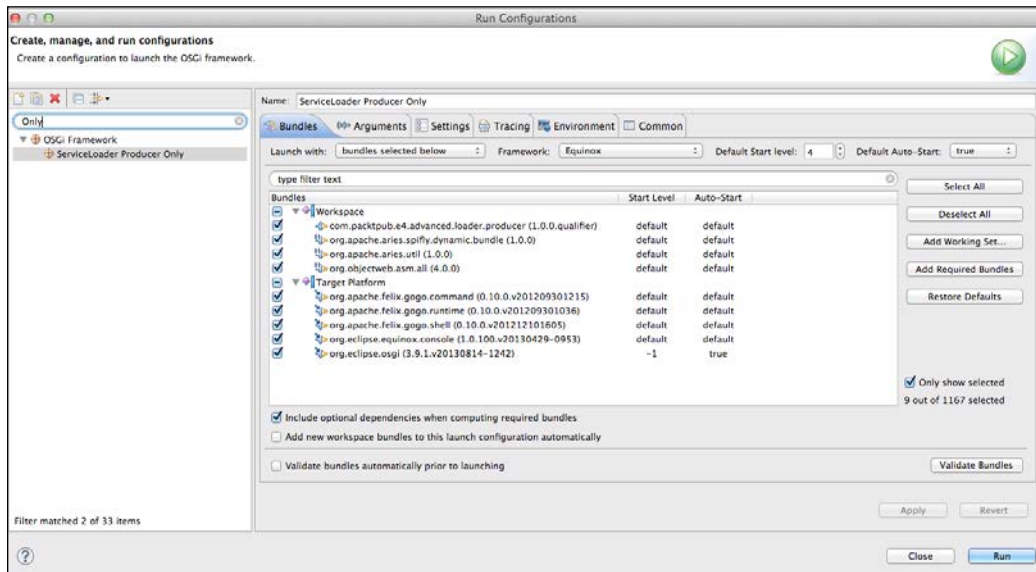 Run Configurations
Create, manage, and run configurations
Create a configuration to launch the OSGi framework.
Only
OSGi Framework
ServiceLoader Producer Only
Filter matched 2 of 33 items
Name: ServiceLoader Producer Only
Bundles Arguments Settings Tracing Environment Common
Launch with: bundles selected below Framework: Equinox Default Start level: 4 Default Auto-Start: true
type filter text
Bundles Start Level Auto-Start
Workspace
com.packtpub.e4.advanced.loader.producer (1.0.0.qualifier) default default
org.apache.aries.spifly.dynamic.bundle (1.0.0) default default
org.apache.aries.util (1.0.0) default default
org.objectweb.asm.all (4.0.0) default default
Target Platform
org.apache.felix.gogo.command (0.10.0.v201209301215) default default
org.apache.felix.gogo.runtime (0.10.0.v201209301036) default default
org.apache.felix.gogo.shell (0.10.0.v201212101605) default default
org.eclipse.equinox.console (1.0.100.v20130429-0953) default default
org.eclipse.osgi (3.9.1.v20130814-1242) -1 true
Select All
Deselect All
Add Working Set...
Add Required Bundles
Restore Defaults
Only show selected
9 out of 1167 selected
Include optional dependencies when computing required bundles
Add new workspace bundles to this launch configuration automatically
Validate bundles automatically prior to launching
Validate Bundles
Apply Revert
? Close Run